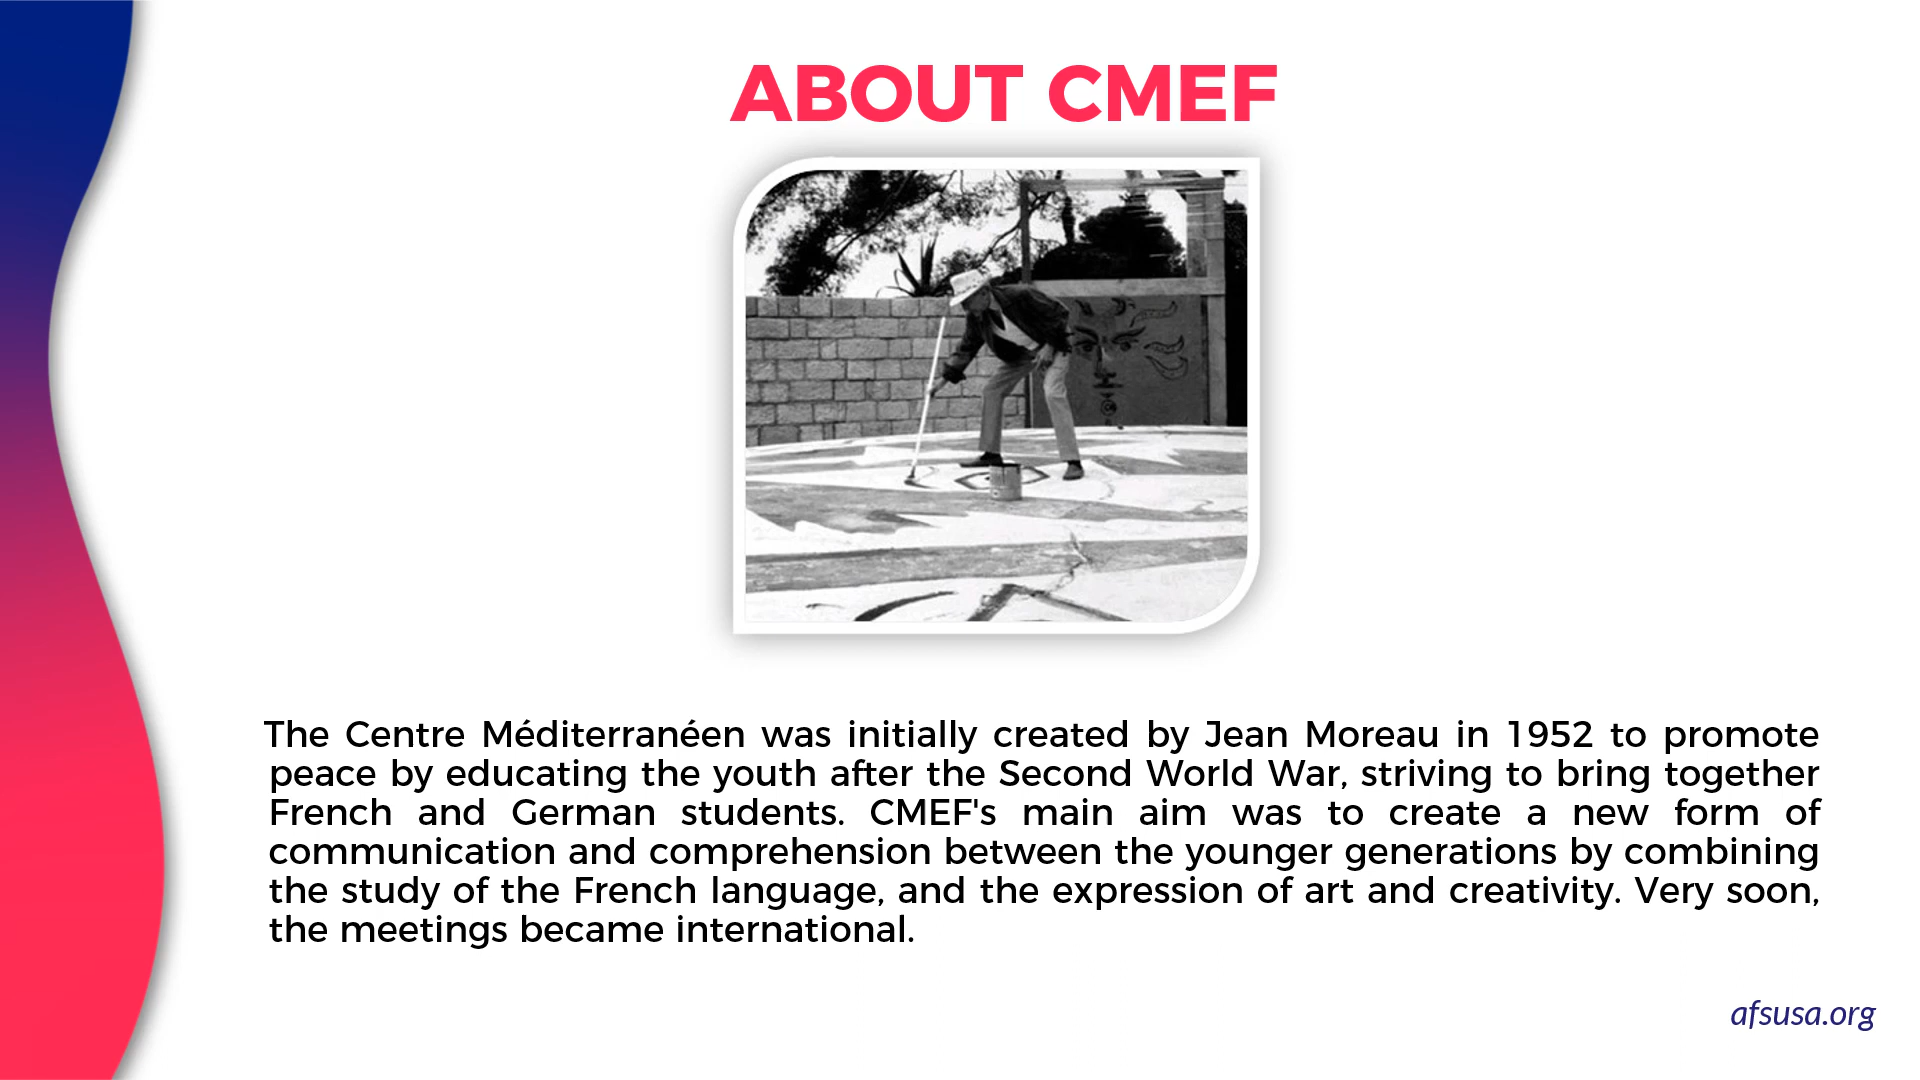 ABOUT CMEF
The Centre Méditerranéen was initially created by Jean Moreau in 1952 to promote
peace by educating the youth after the Second World War, striving to bring together
French and German students. CMEF's main aim was to create a new form of
communication and comprehension between the younger generations by combining
the study of the French language, and the expression of art and creativity. Very soon,
the meetings became international.
afsusa.org